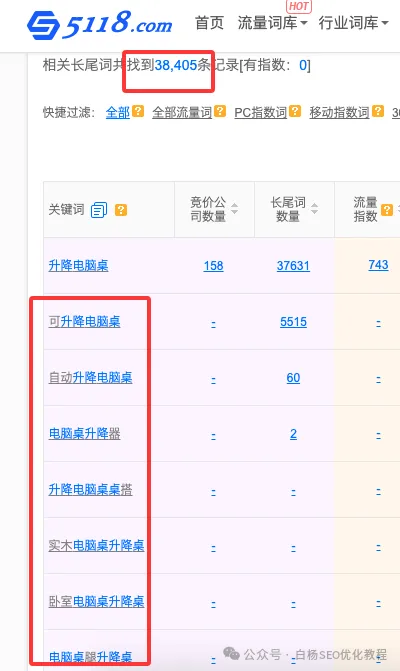 5118.com 首页 流量词库 HOT 行业词库
相关长尾词共找到38,405条记录[有指数：0]
快捷过滤： 全部 ? 全部流量词 ? PC指数词 ? 移动指数词 ?
关键词 ? 竞价公司数量 长尾词数量 流量指数 ?
升降电脑桌 158 37631 743
可升降电脑桌 - 5515 -
自动升降电脑桌 - 60 -
电脑桌升降器 - 2 -
升降电脑桌桌搭 - - -
实木电脑桌升降桌 - - -
卧室电脑桌升降桌 - - -
电脑桌腿升降桌 - - -
公众号 · 白杨SEO优化教程